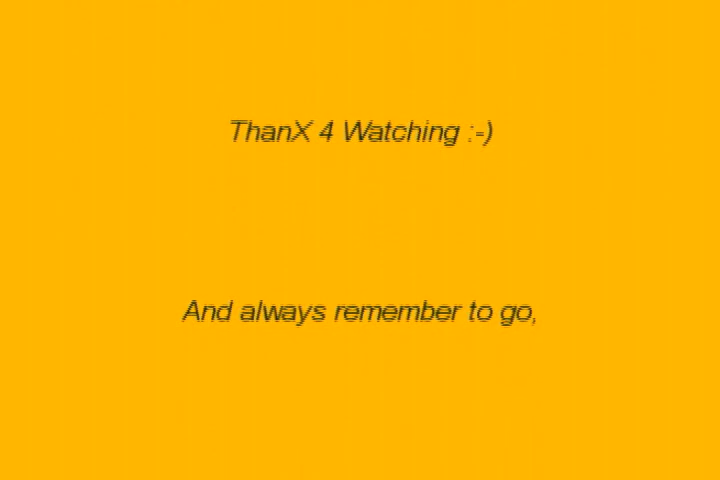 ThanX 4 Watching :-)
And always remember to go,